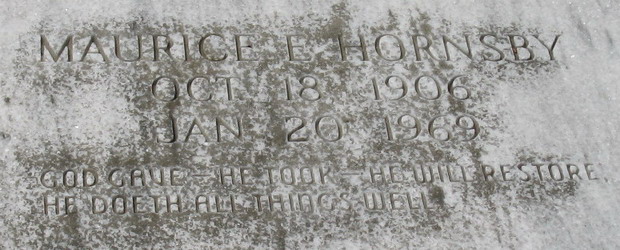 MAURICE E HORNSBY
OCT 18 1906
JAN 20 1969
GOD GAVE — HE TOOK — HE WILL RESTORE,
HE DOETH ALL THINGS WELL